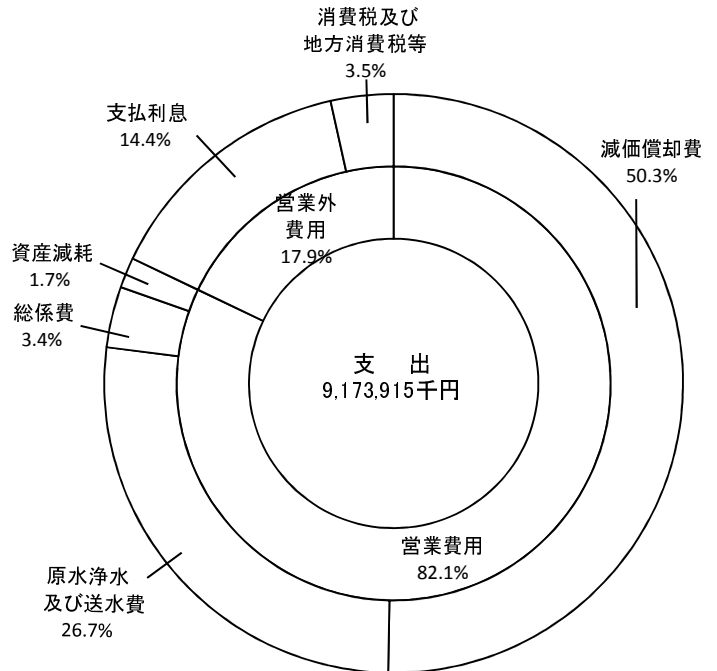 消費税及び
地方消費税等
3.5%
支払利息
14.4%
減価償却費
50.3%
営業外
費用
17.9%
資産減耗
1.7%
総係費
3.4%
支 出
9,173,915千円
営業費用
82.1%
原水浄水
及び送水費
26.7%